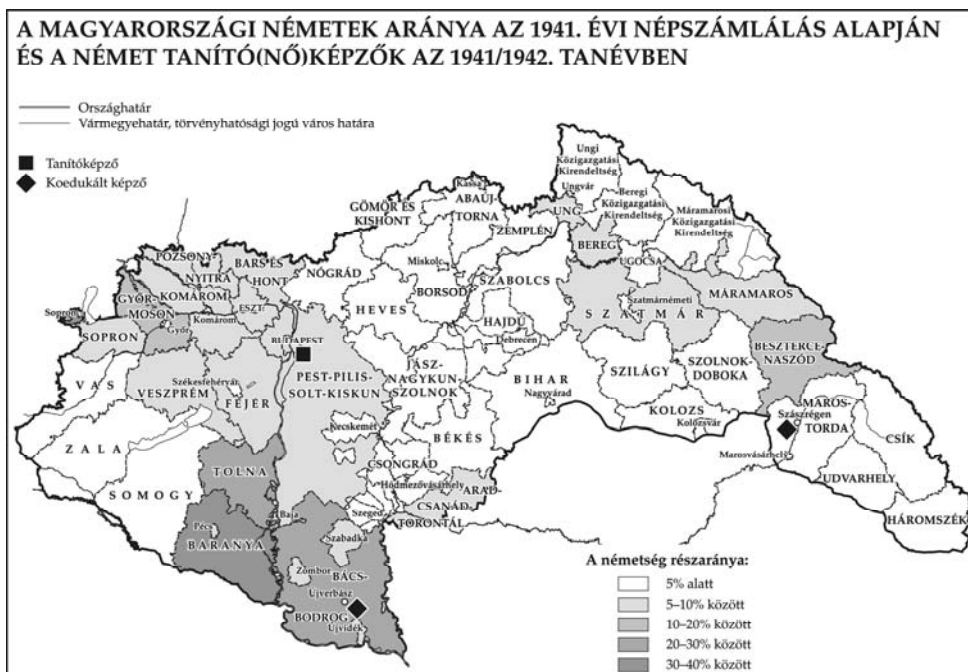 A MAGYARORSZÁGI NÉMETEK ARÁNYA AZ 1941. ÉVI NÉPSZÁMLÁLÁS ALAPJÁN
ÉS A NÉMET TANÍTÓ(NŐ)KÉPZŐK AZ 1941/1942. TANÉVBEN
Országhatár
Vármegyehatár, törvényhatósági jogú város határa
Tanítóképző
Koedukált képző
Ungi
Közigazgatási
Kirendeltség
Ungvár
Beregi
Közigazgatási
Kirendeltség
Máramarosi
Közigazgatási
Kirendeltség
Kassa
ABAÚJ-
TORNA
GÖMÖR ÉS
KISHONT
ZEMPLÉN
UNG
BEREG
UGOCSA
POZSONY
NYITRA
BARS ÉS
HONT
NÓGRÁD
Miskolc
BORSOD
SZABOLCS
Szatmárnémeti
SZATMÁR
MÁRAMAROS
GYŐR-
MOSON
KOMÁROM
ESZT.
Komárom
Győr
Sopron
SOPRON
HEVES
HAJDÚ
Debrecen
BUDAPEST
BESZTERCE-
NASZÓD
VAS
VESZPRÉM
Székesfehérvár
FEJÉR
PEST-PILIS-
SOLT-KISKUN
JÁSZ-
NAGYKUN-
SZOLNOK
BIHAR
Nagyvárad
SZILÁGY
SZOLNOK-
DOBOKA
KOLOZS
Kolozsvár
MAROS-
TORDA
Szászrégen
Marosvásárhely
CSÍK
UDVARHELY
HÁROMSZÉK
ZALA
Kecskemét
BÉKÉS
SOMOGY
TOLNA
CSONGRÁD
Hódmezővásárhely
ARAD-
CSANÁD-
TORONTÁL
Szeged
Baja
Pécs
BARANYA
Szabadka
Zombor
BÁCS-
BODROG
Újverbász
Újvidék
A németség részaránya:
5% alatt
5–10% között
10–20% között
20–30% között
30–40% között